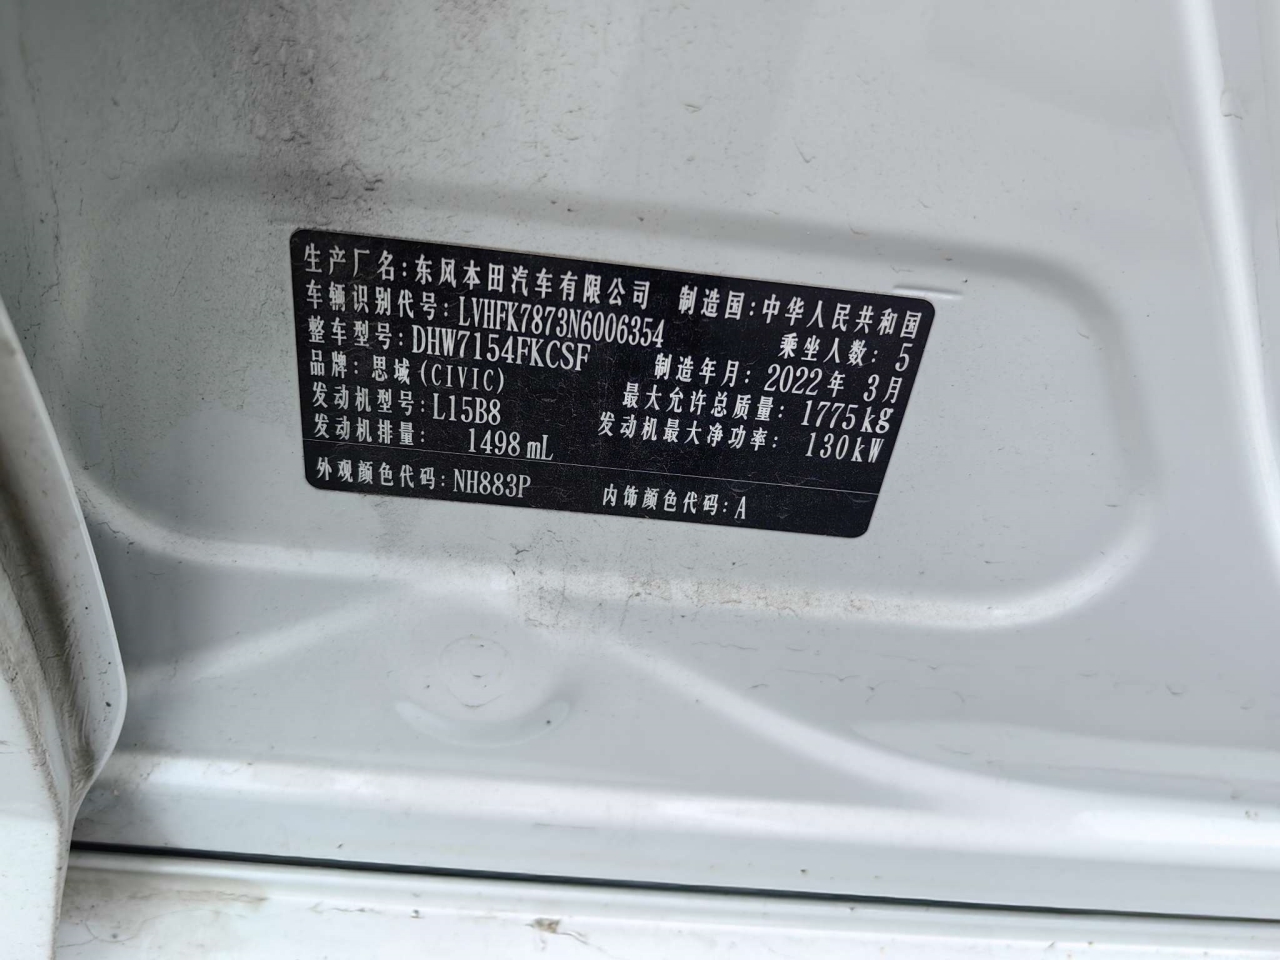 生产厂名：东风本田汽车有限公司 制造国：中华人民共和国
车辆识别代号：LVHFK7873N6006354 乘坐人数：5
整车型号：DHW7154FKCSF 制造年月：2022年 3月
品牌：思域(CIVIC) 最大允许总质量：1775kg
发动机型号：L15B8 发动机最大净功率：130kW
发动机排量：1498mL
外观颜色代码：NH883P 内饰颜色代码：A